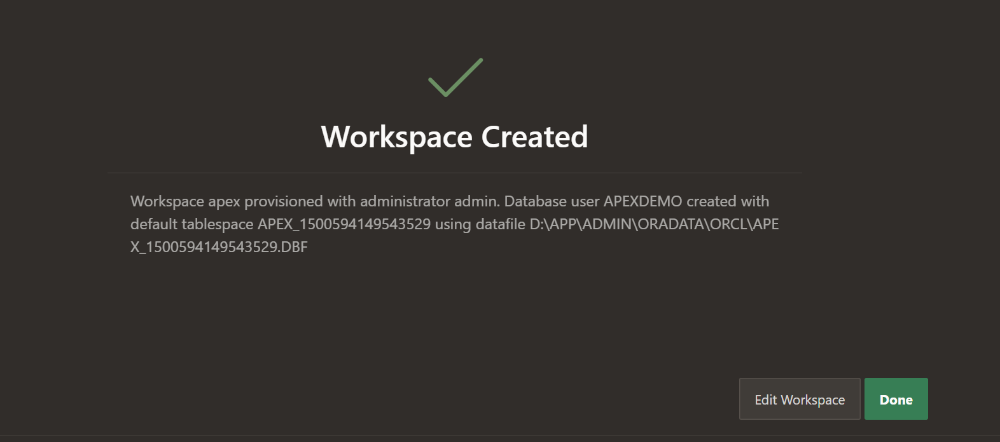 Workspace Created
Workspace apex provisioned with administrator admin. Database user APEXDEMO created with
default tablespace APEX_1500594149543529 using datafile D:\APP\ADMIN\ORADATA\ORCL\APE
X_1500594149543529.DBF
Edit Workspace
Done